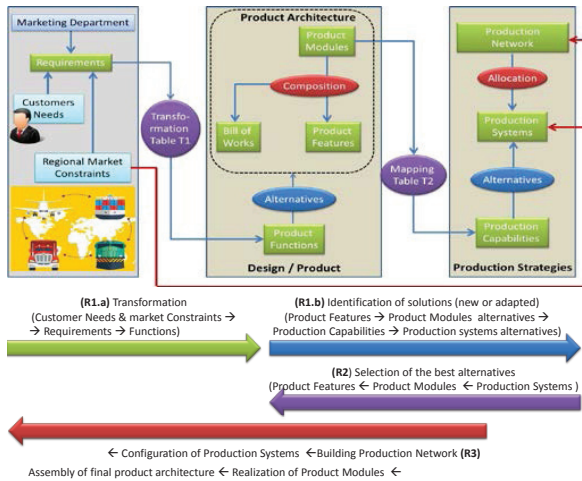 Marketing Department
Requirements
Customers
Needs
Regional Market
Constraints
Transfo-
rmation
Table T1
Product Architecture
Product
Modules
Composition
Bill of
Works
Product
Features
Alternatives
Product
Functions
Design / Product
Mapping
Table T2
Production
Network
Allocation
Production
Systems
Alternatives
Production
Capabilities
Production Strategies
(R1.a) Transformation
(Customer Needs & market Constraints →
→ Requirements → Functions)
(R1.b) Identification of solutions (new or adapted)
(Product Features → Product Modules alternatives →
Production Capabilities → Production systems alternatives)
(R2) Selection of the best alternatives
(Product Features ← Product Modules ← Production Systems )
← Configuration of Production Systems ←Building Production Network (R3)
Assembly of final product architecture ← Realization of Product Modules ←